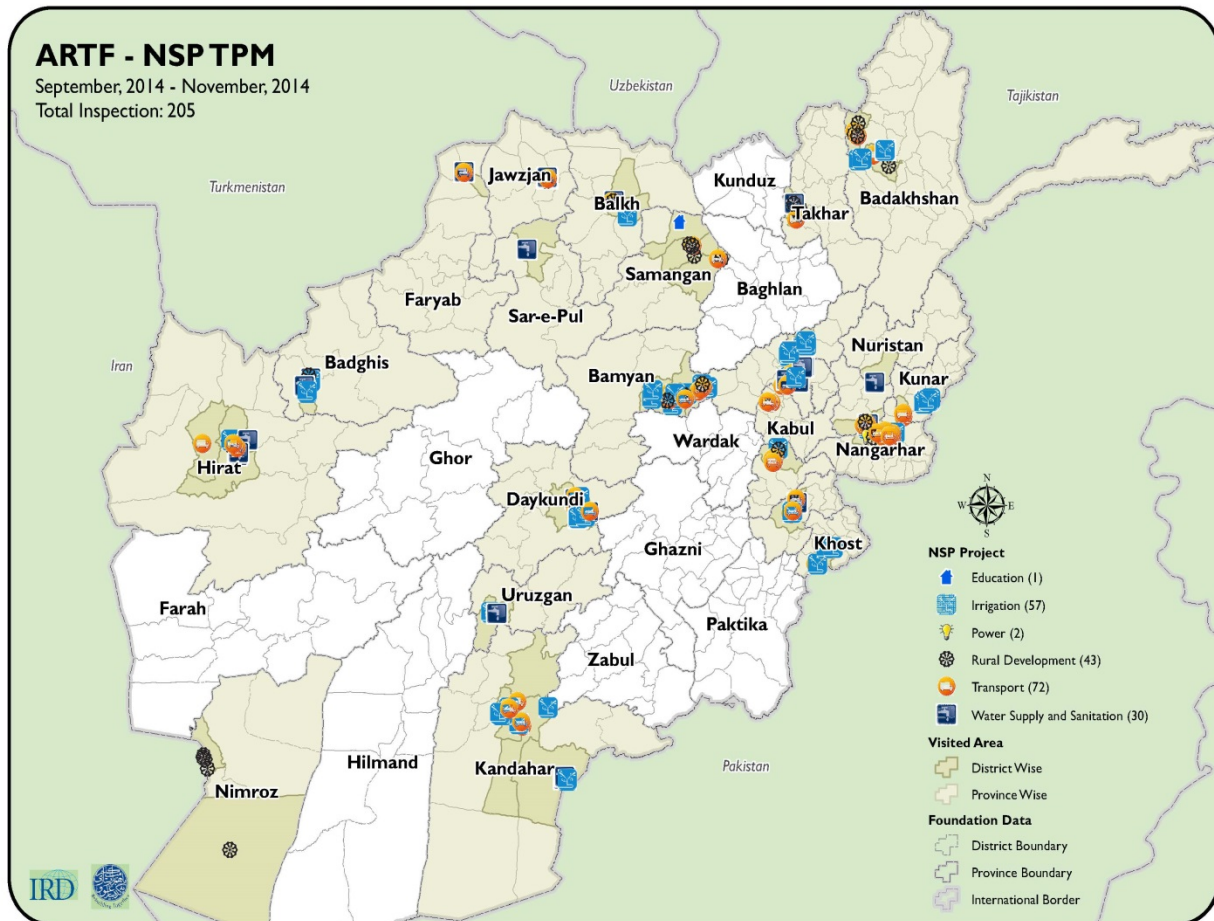 ARTF - NSP TPM
September, 2014 - November, 2014
Total Inspection: 205
Uzbekistan
Tajikistan
Turkmenistan
Jawzjan
Kunduz
Balkh
Takhar
Badakhshan
Samangan
Faryab
Baghlan
Sar-e-Pul
Nuristan
Iran
Badghis
Bamyan
Kunar
Kabul
Wardak
Ghor
Nangarhar
Hirat
Daykundi
N
W E
S
Khost
Ghazni
Uruzgan
Farah
Paktika
Zabul
Hilmand
Kandahar
Pakistan
Nimroz
NSP Project
Education (1)
Irrigation (57)
Power (2)
Rural Development (43)
Transport (72)
Water Supply and Sanitation (30)
Visited Area
District Wise
Province Wise
Foundation Data
District Boundary
Province Boundary
International Border
IRD